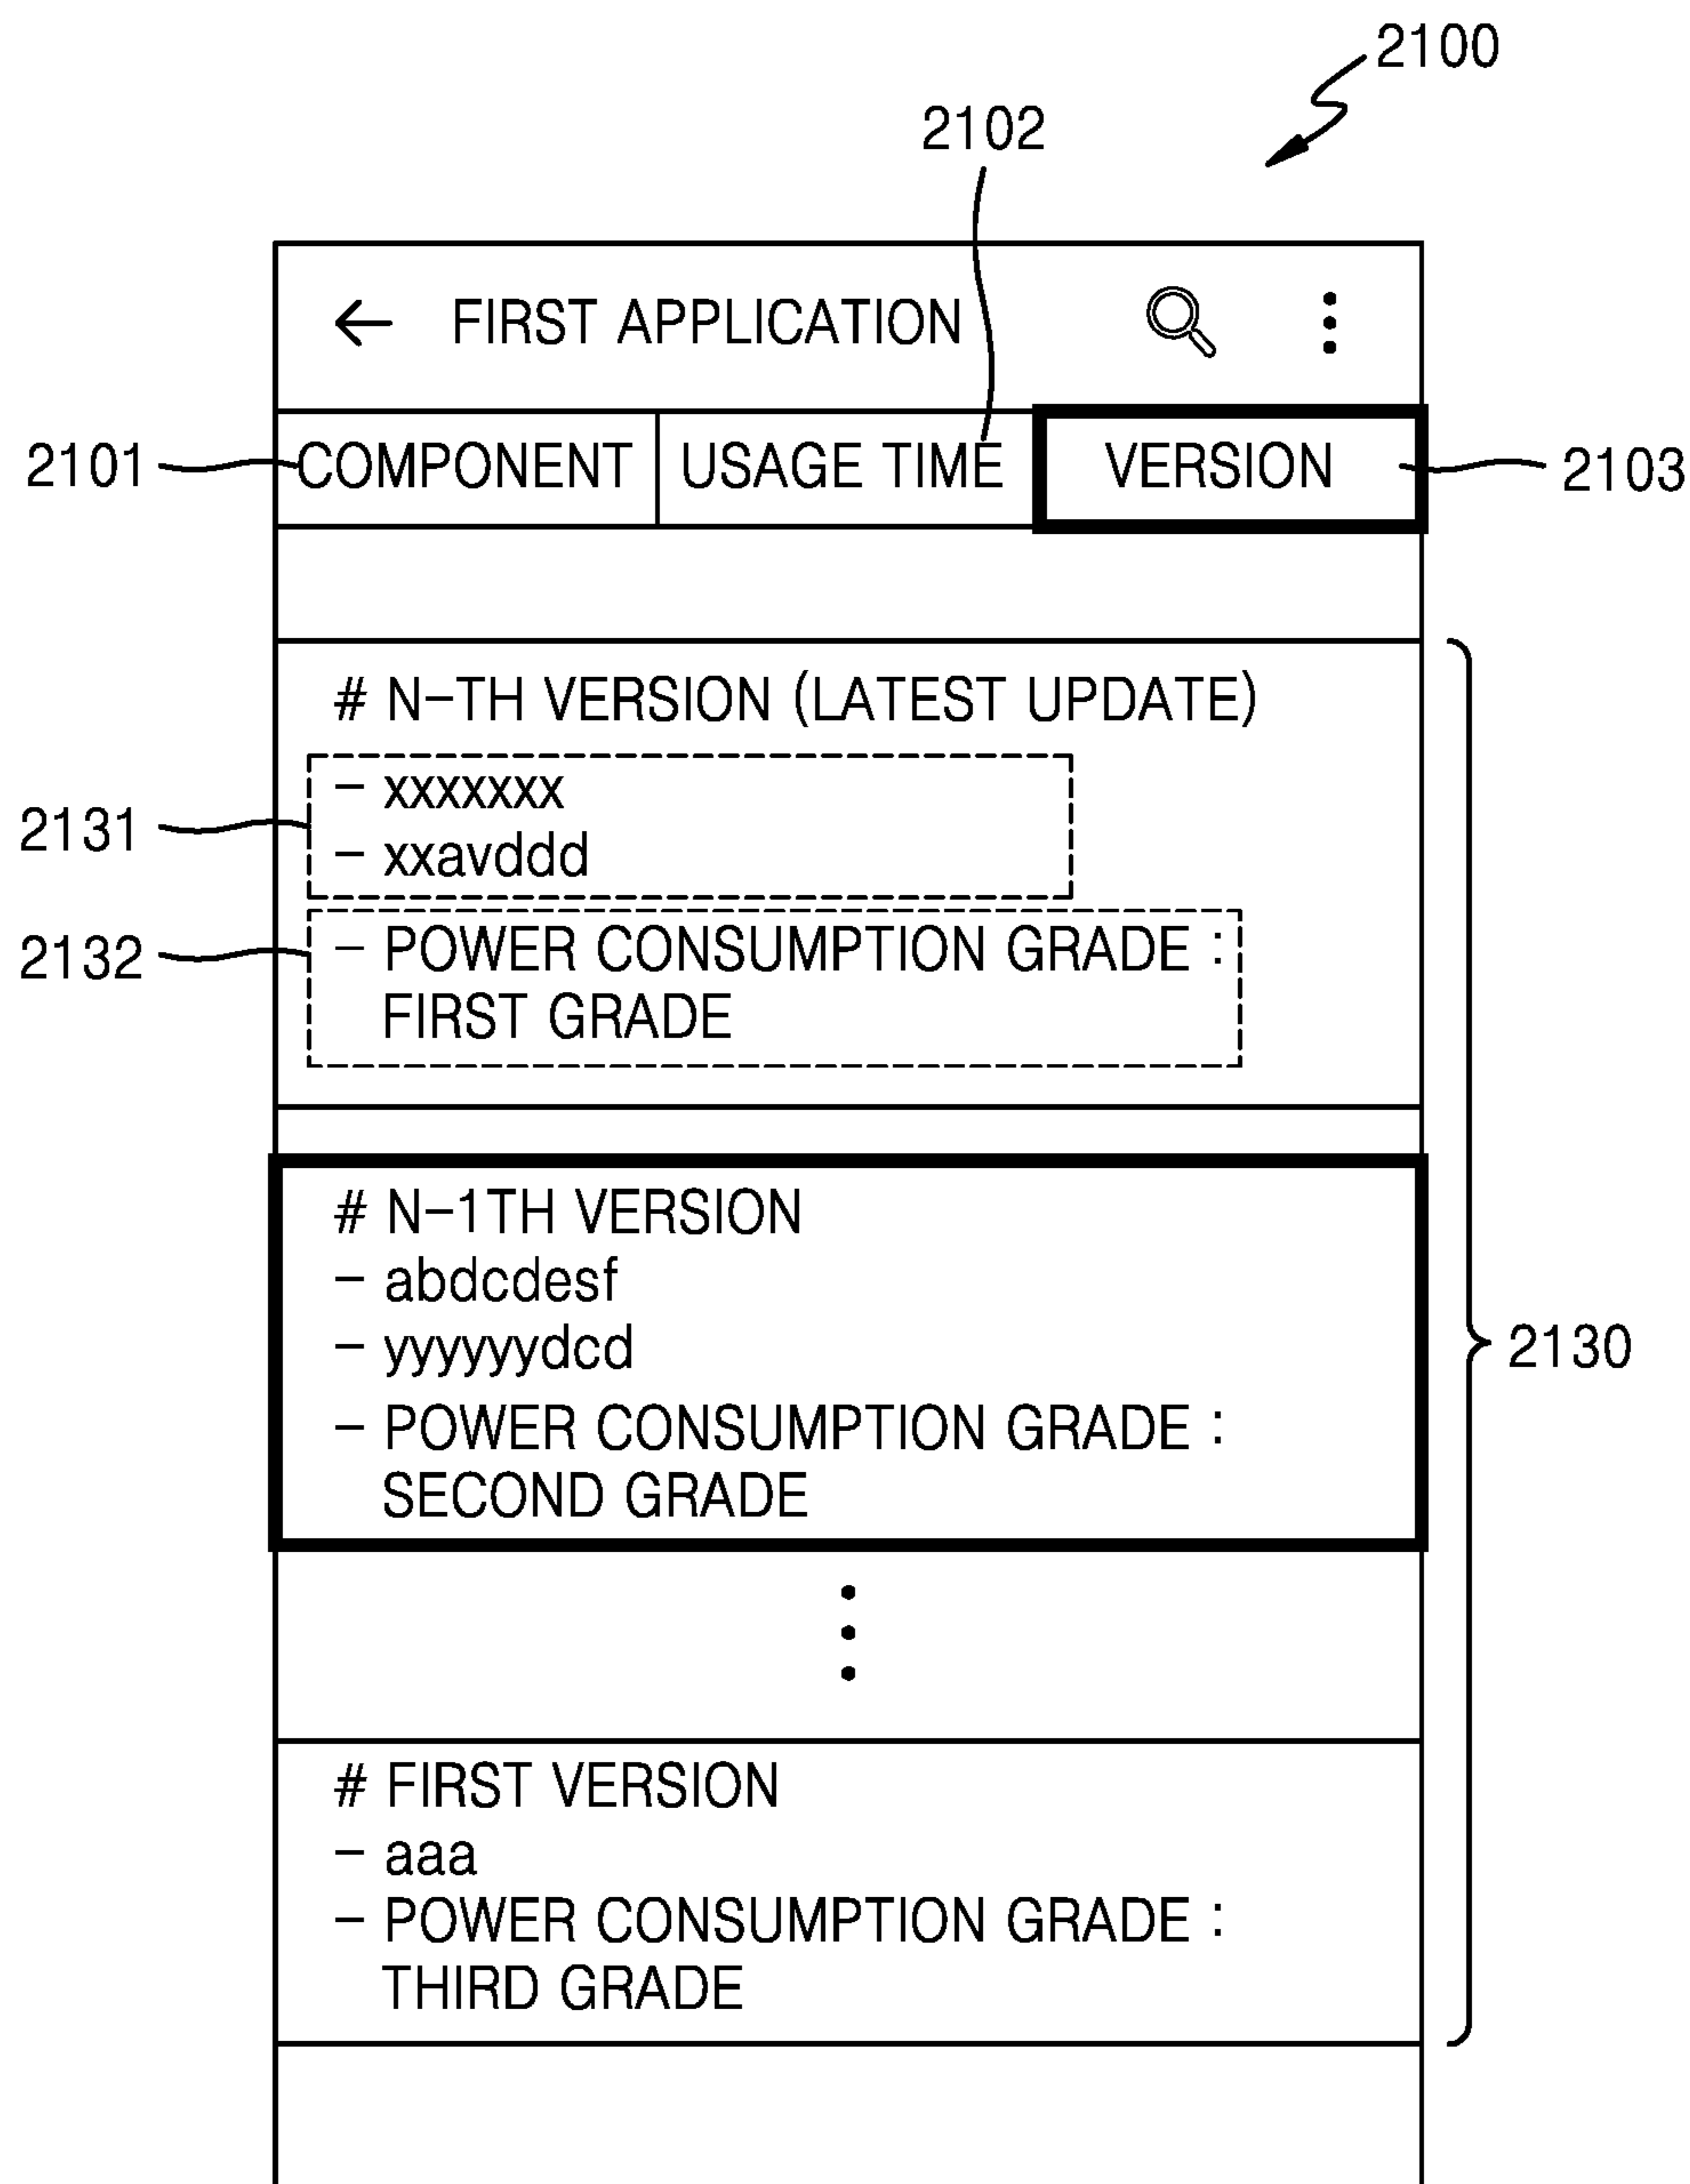 2100
2102
← FIRST APPLICATION
2101
COMPONENT
USAGE TIME
VERSION
2103
# N-TH VERSION (LATEST UPDATE)
- xxxxxxx
2131
- xxavddd
2132
- POWER CONSUMPTION GRADE :
FIRST GRADE
# N-1TH VERSION
- abdcdesf
- yyyyyydcd
2130
- POWER CONSUMPTION GRADE :
SECOND GRADE
# FIRST VERSION
- aaa
- POWER CONSUMPTION GRADE :
THIRD GRADE